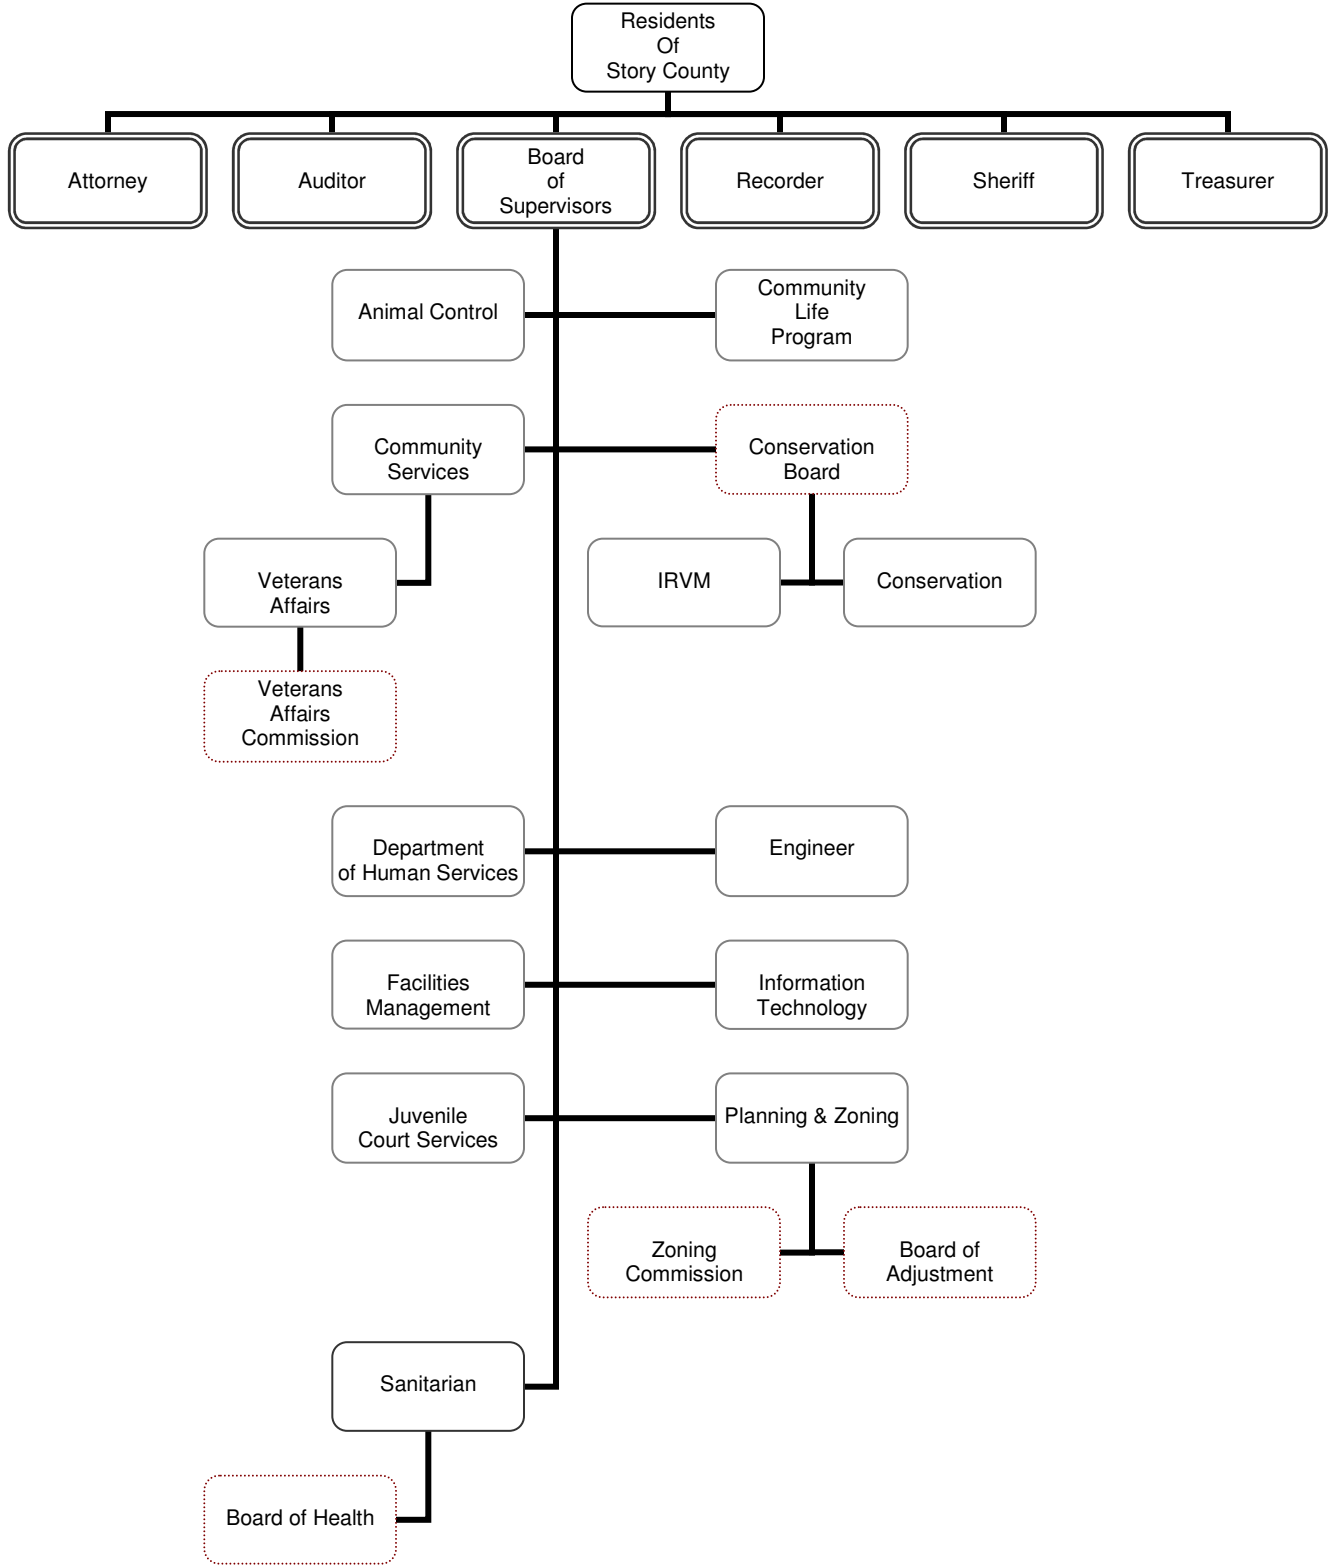 Residents
Of
Story County
Attorney
Auditor
Board
of
Supervisors
Recorder
Sheriff
Treasurer
Animal Control
Community
Life
Program
Community
Services
Conservation
Board
Veterans
Affairs
IRVM
Conservation
Veterans
Affairs
Commission
Department
of Human Services
Engineer
Facilities
Management
Information
Technology
Juvenile
Court Services
Planning & Zoning
Zoning
Commission
Board of
Adjustment
Sanitarian
Board of Health